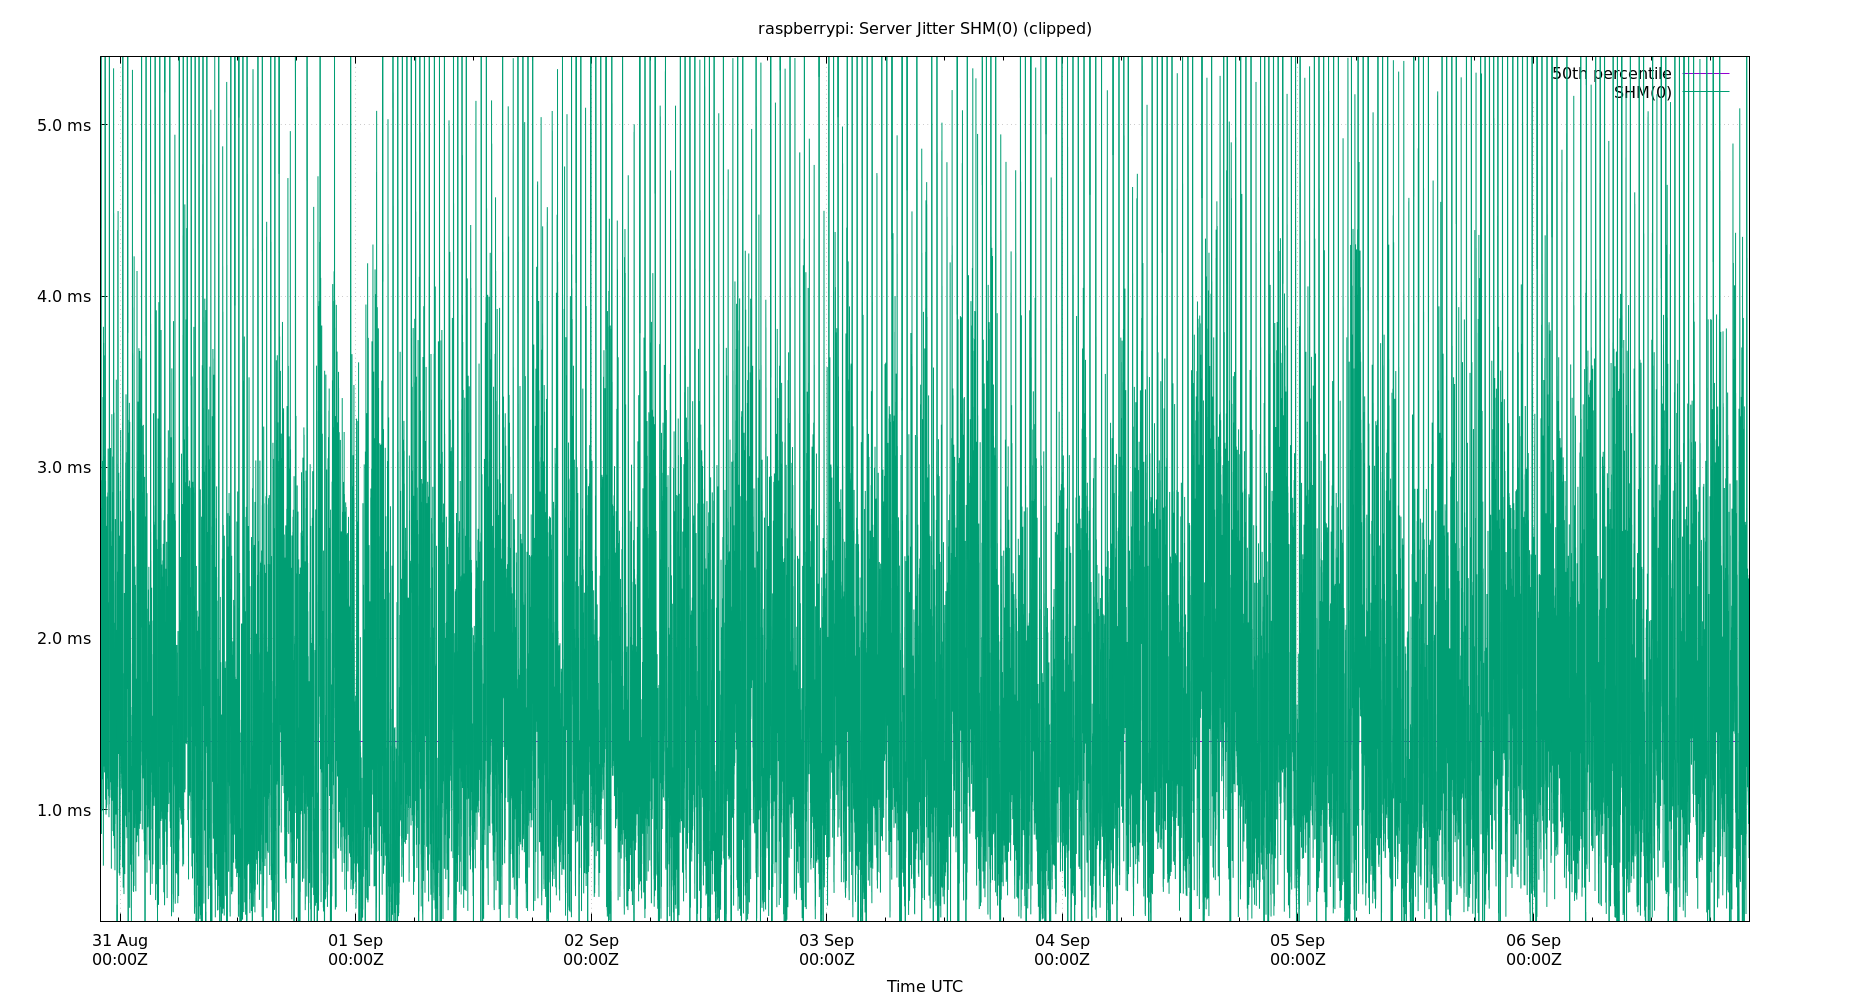 raspberrypi: Server Jitter SHM(0) (clipped)
50th percentile
SHM(0)
5.0 ms
4.0 ms
3.0 ms
2.0 ms
1.0 ms
31 Aug 01 Sep 02 Sep 03 Sep 04 Sep 05 Sep 06 Sep
00:00Z 00:00Z 00:00Z 00:00Z 00:00Z 00:00Z 00:00Z
Time UTC